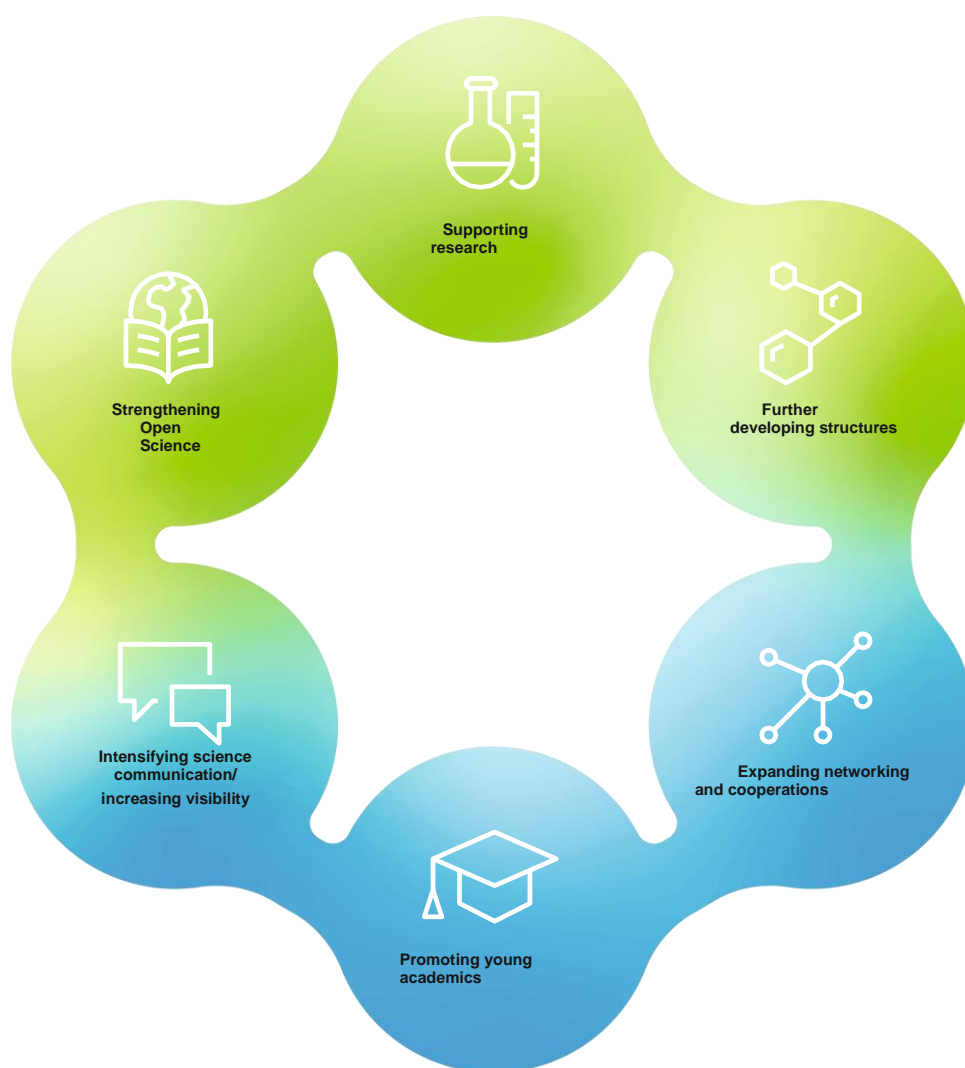 Supporting
research
Further
developing structures
Expanding networking
and cooperations
Promoting young
academics
Intensifying science
communication/
increasing visibility
Strengthening
Open
Science